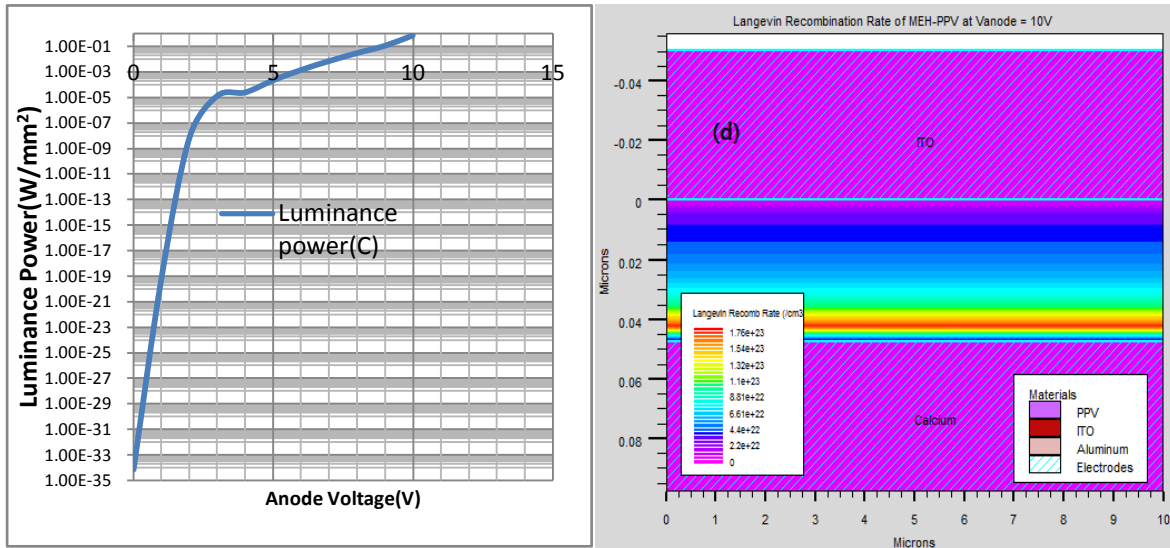 Luminance Power(W/mm²)
1.00E-01
1.00E-03
1.00E-05
1.00E-07
1.00E-09
1.00E-11
1.00E-13
1.00E-15
1.00E-17
1.00E-19
1.00E-21
1.00E-23
1.00E-25
1.00E-27
1.00E-29
1.00E-31
1.00E-33
1.00E-35
0 5 10 15
Luminance
power(C)
Anode Voltage(V)
Langevin Recombination Rate of MEH-PPV at Vanode = 10V
(d)
ITO
Microns
-0.04
-0.02
0
0.02
0.04
0.06
0.08
Langevin Recomb Rate (/cm3
1.76e+23
1.54e+23
1.32e+23
1.1e+23
8.81e+22
6.61e+22
4.4e+22
2.2e+22
0
Calcium
Materials
PPV
ITO
Aluminum
Electrodes
0 1 2 3 4 5 6 7 8 9 10
Microns